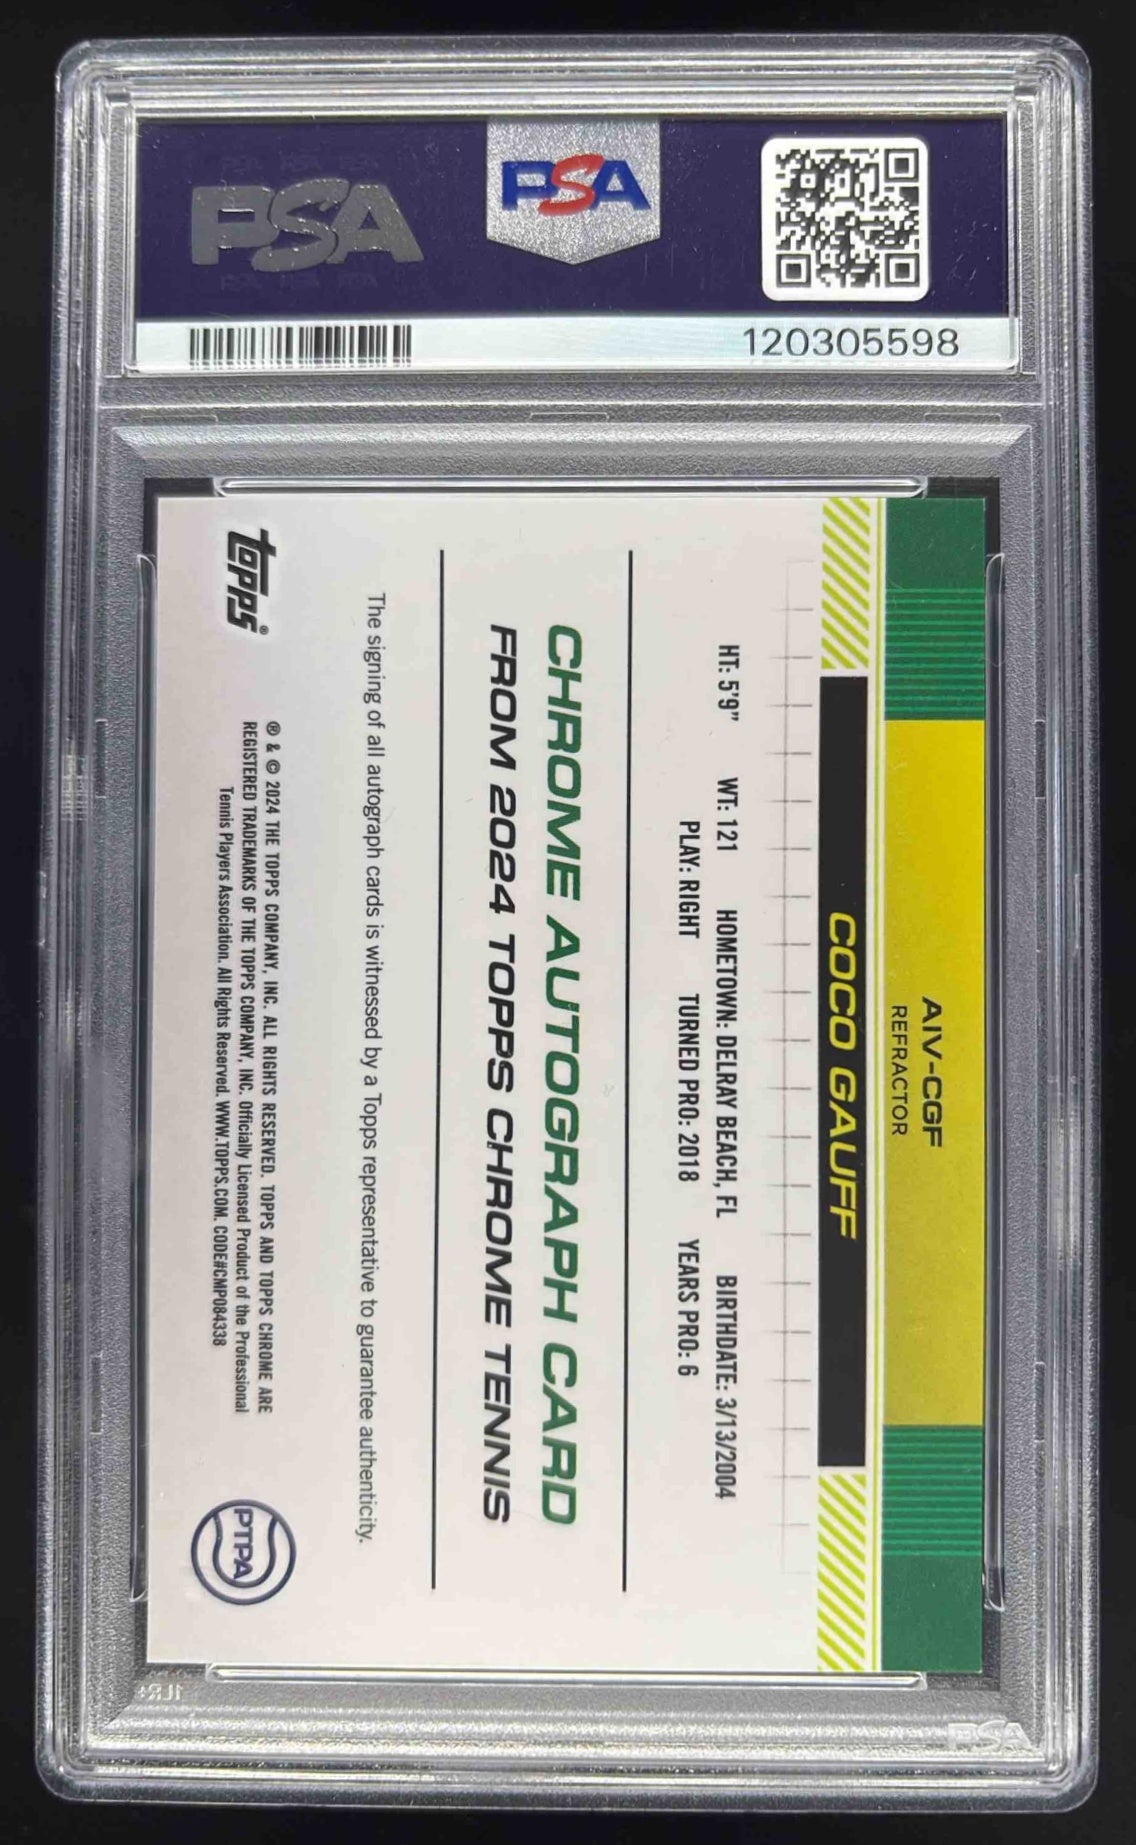 PSA
PSA
120305598
AIV-CGF
REFRACTOR
COCO GAUFF
HT: 5'9" WT: 121 HOMETOWN: DELRAY BEACH, FL BIRTHDATE: 3/13/2004
PLAY: RIGHT TURNED PRO: 2018 YEARS PRO: 6
CHROME AUTOGRAPH CARD
FROM 2024 TOPPS CHROME TENNIS
The signing of all autograph cards is witnessed by a Topps representative to guarantee authenticity.
topps®
® & © 2024 THE TOPPS COMPANY, INC. ALL RIGHTS RESERVED. TOPPS AND TOPPS CHROME ARE
REGISTERED TRADEMARKS OF THE TOPPS COMPANY, INC. Officially Licensed Product of the Professional
Tennis Players Association. All Rights Reserved. WWW.TOPPS.COM. CODE#CMP084338
PTPA
PSA